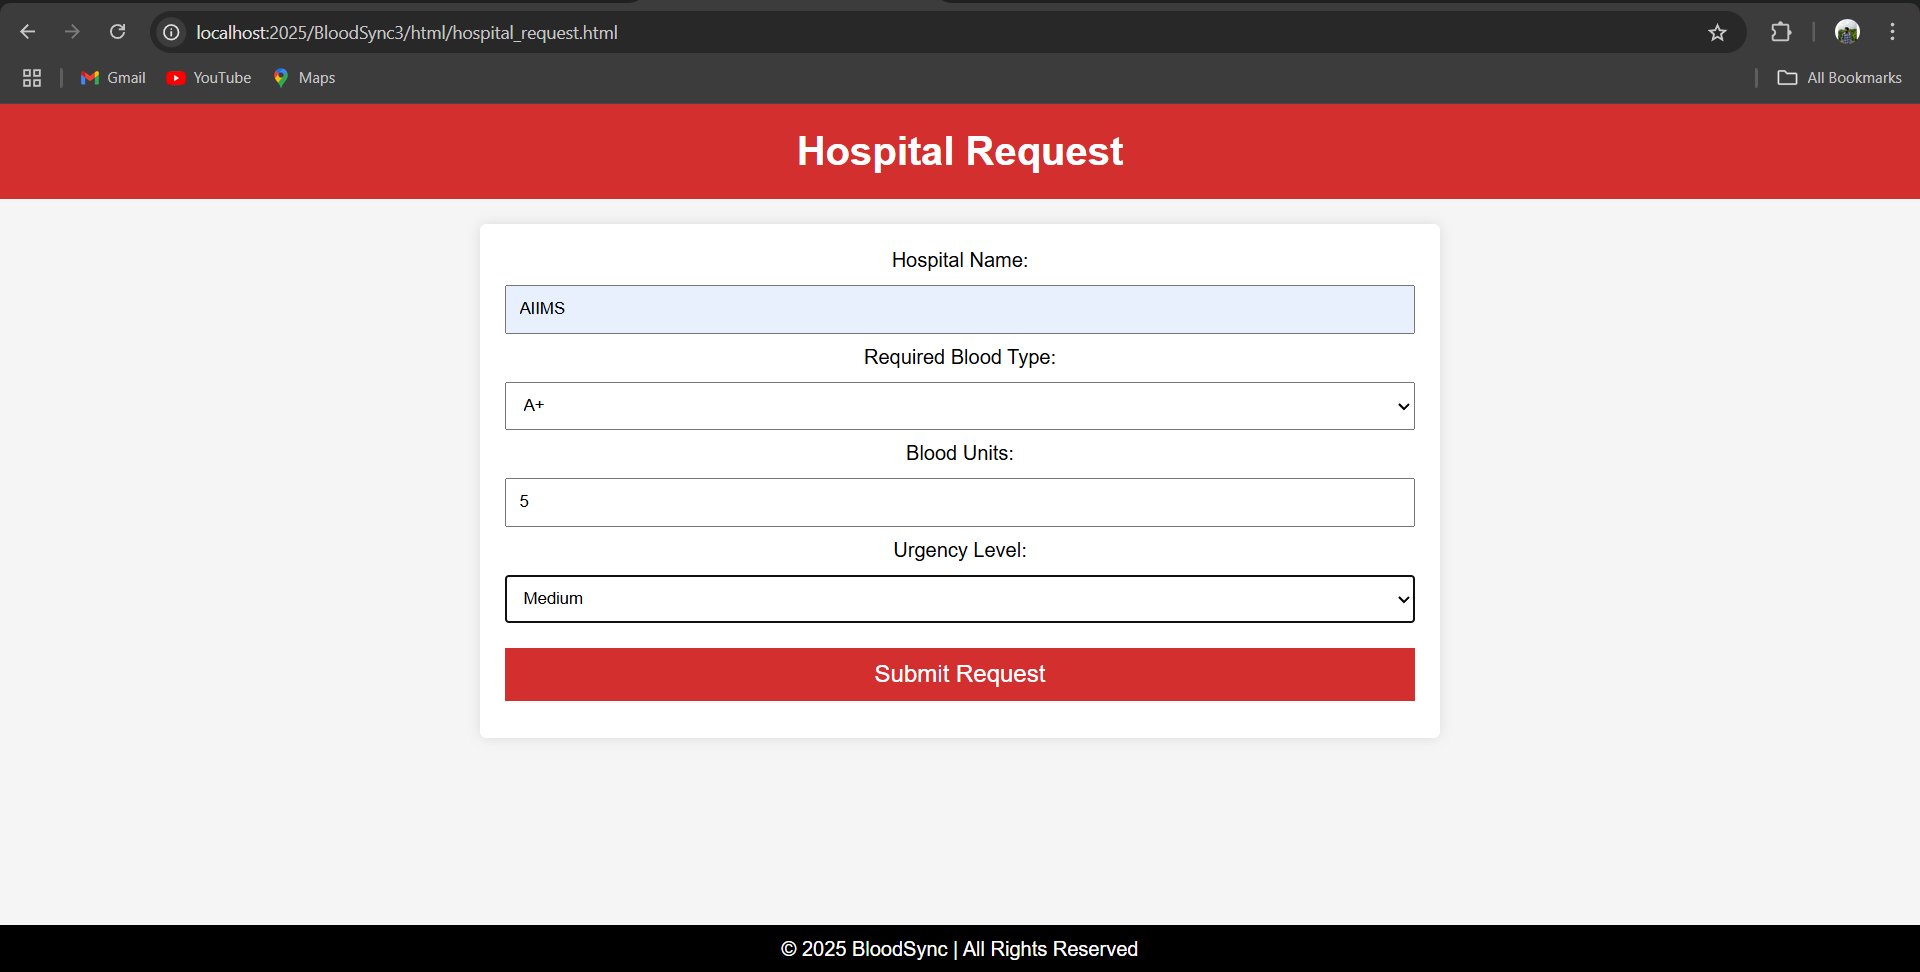 localhost:2025/BloodSync3/html/hospital_request.html
Gmail YouTube Maps All Bookmarks
Hospital Request
Hospital Name:
AIIMS
Required Blood Type:
A+
Blood Units:
5
Urgency Level:
Medium
Submit Request
© 2025 BloodSync | All Rights Reserved